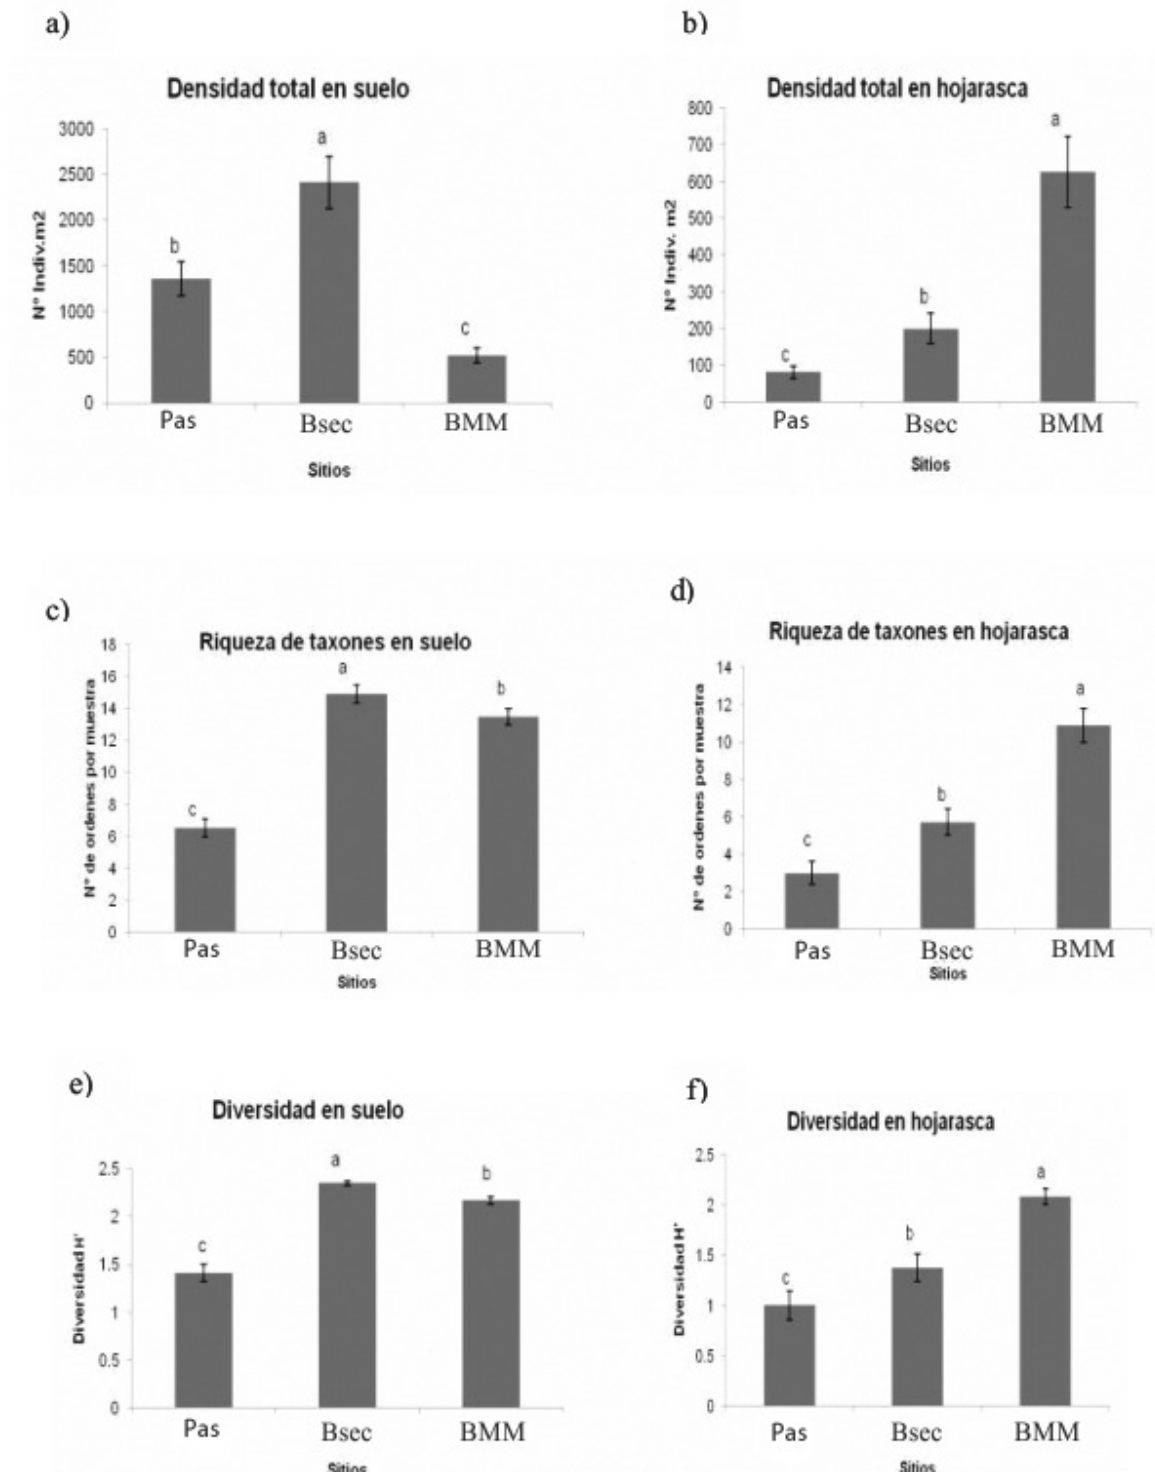 a)
Densidad total en suelo
3000
2500
2000
1500
1000
500
0
N° Indiv.m2
b
a
c
Pas Bsec BMM
Sitios
b)
Densidad total en hojarasca
800
700
600
500
400
300
200
100
0
N° Indiv. m2
c
b
a
Pas Bsec BMM
Sitios
c)
Riqueza de taxones en suelo
18
16
14
12
10
8
6
4
2
0
N° de ordenes por muestra
c
a
b
Pas Bsec BMM
Sitios
d)
Riqueza de taxones en hojarasca
14
12
10
8
6
4
2
0
N° de ordenes por muestra
c
b
a
Pas Bsec BMM
Sitios
e)
Diversidad en suelo
2.5
2
1.5
1
0.5
0
Diversidad H'
c
a
b
Pas Bsec BMM
Sitios
f)
Diversidad en hojarasca
2.5
2
1.5
1
0.5
0
Diversidad H'
c
b
a
Pas Bsec BMM
Sitios